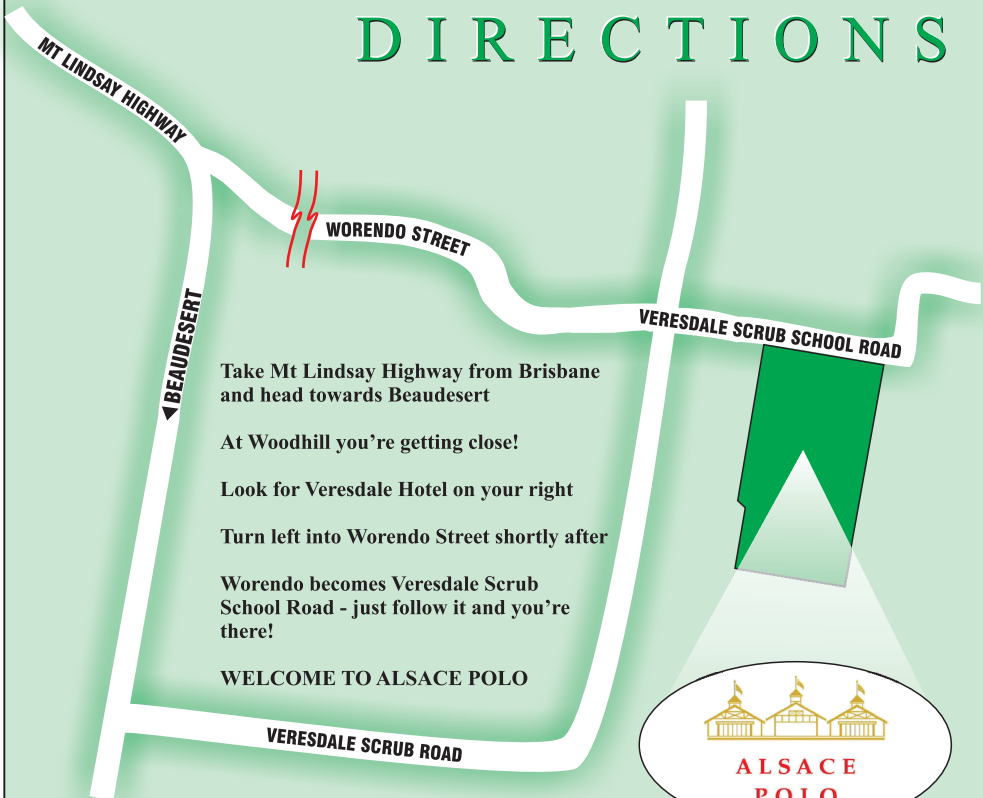 DIRECTIONS
MT LINDSAY HIGHWAY
WORENDO STREET
VERESDALE SCRUB SCHOOL ROAD
BEAUDESERT
Take Mt Lindsay Highway from Brisbane
and head towards Beaudesert
At Woodhill you're getting close!
Look for Veresdale Hotel on your right
Turn left into Worendo Street shortly after
Worendo becomes Veresdale Scrub
School Road - just follow it and you're
there!
WELCOME TO ALSACE POLO
VERESDALE SCRUB ROAD
ALSACE
POLO